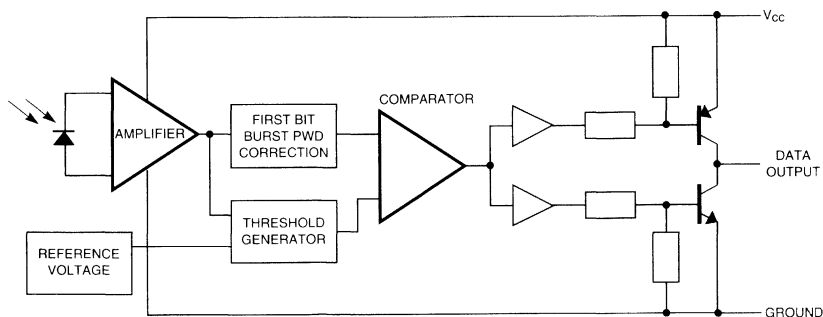 VCC
COMPARATOR
AMPLIFIER
FIRST BIT
BURST PWD
CORRECTION
DATA
OUTPUT
THRESHOLD
GENERATOR
REFERENCE
VOLTAGE
GROUND